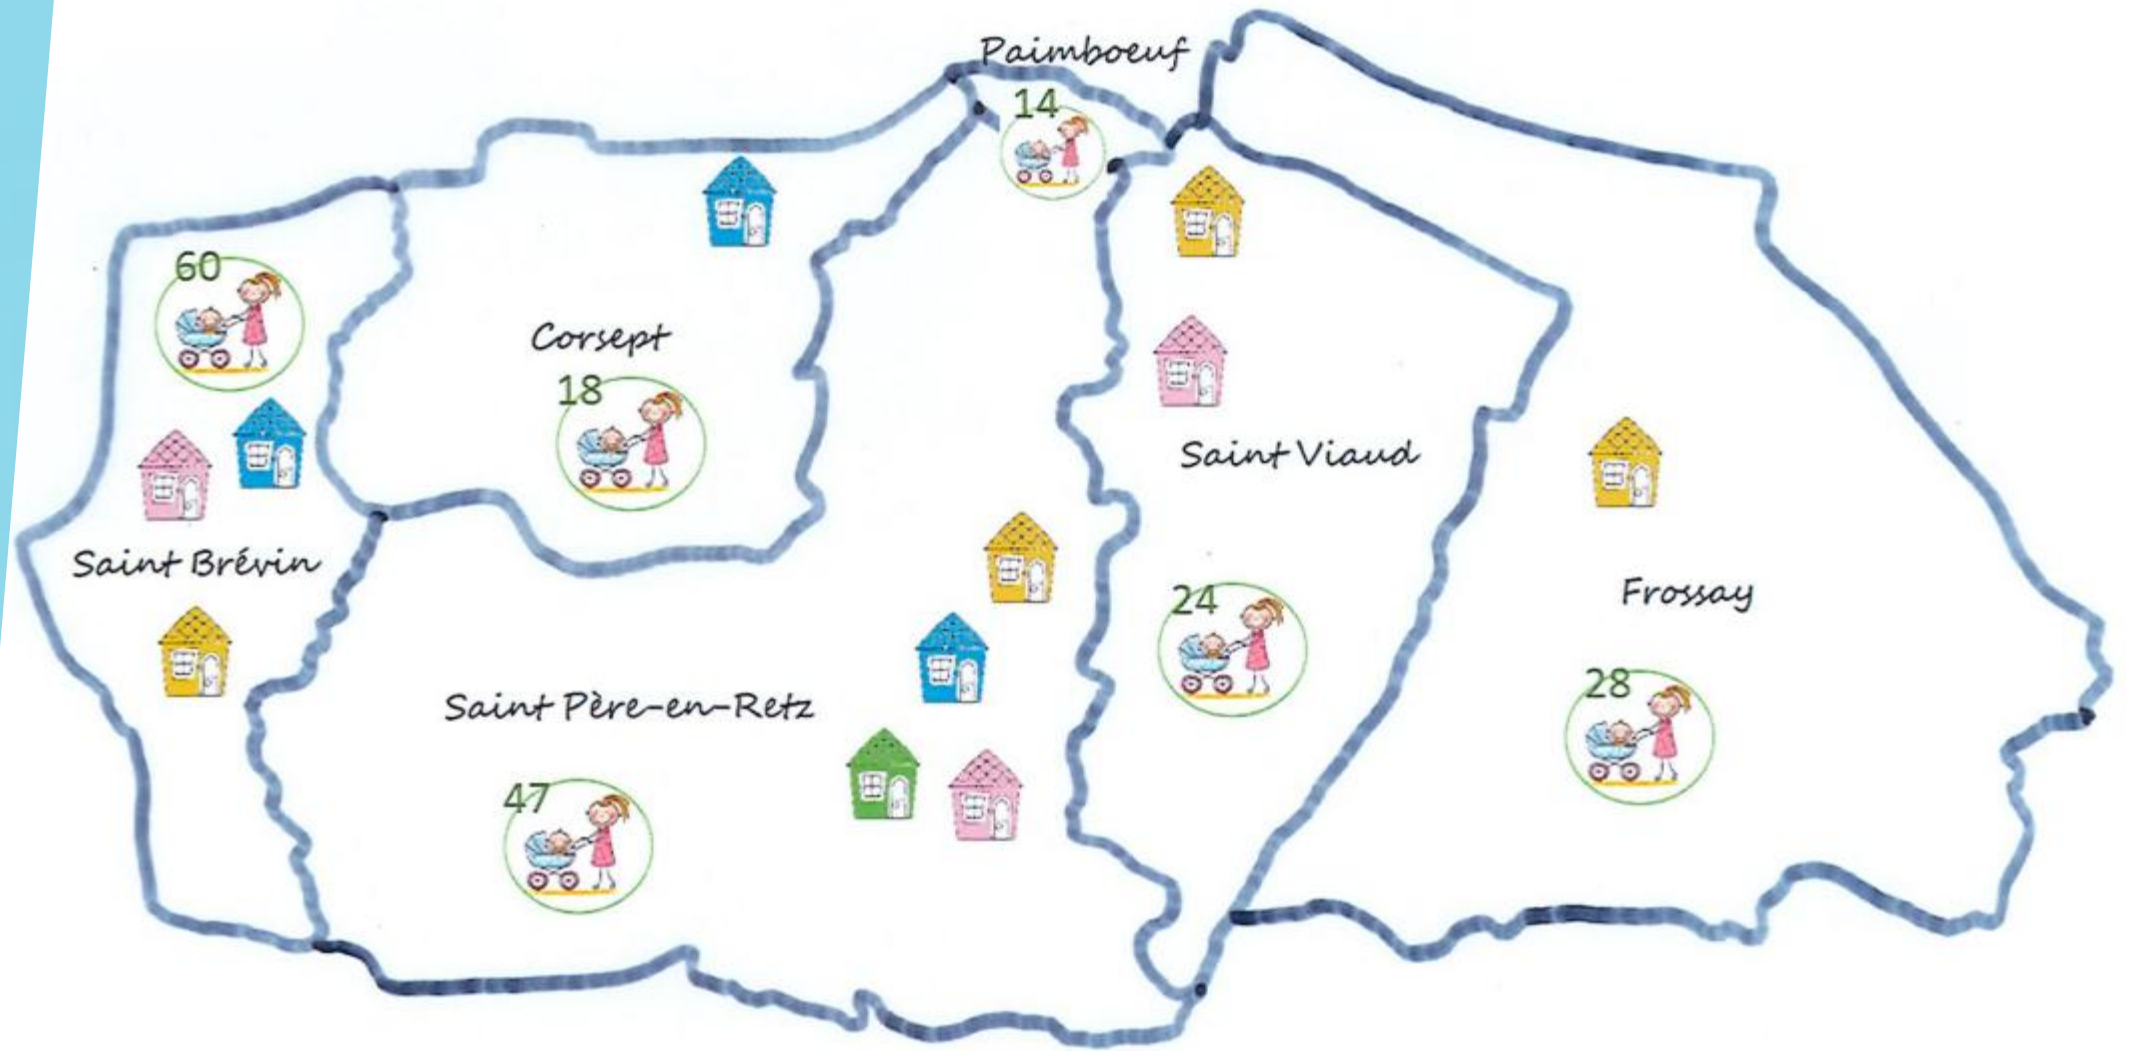 Paimboeuf
14
60
Corsept
18
Saint Viaud
Saint Brévin
24
Frossay
28
Saint Père-en-Retz
47